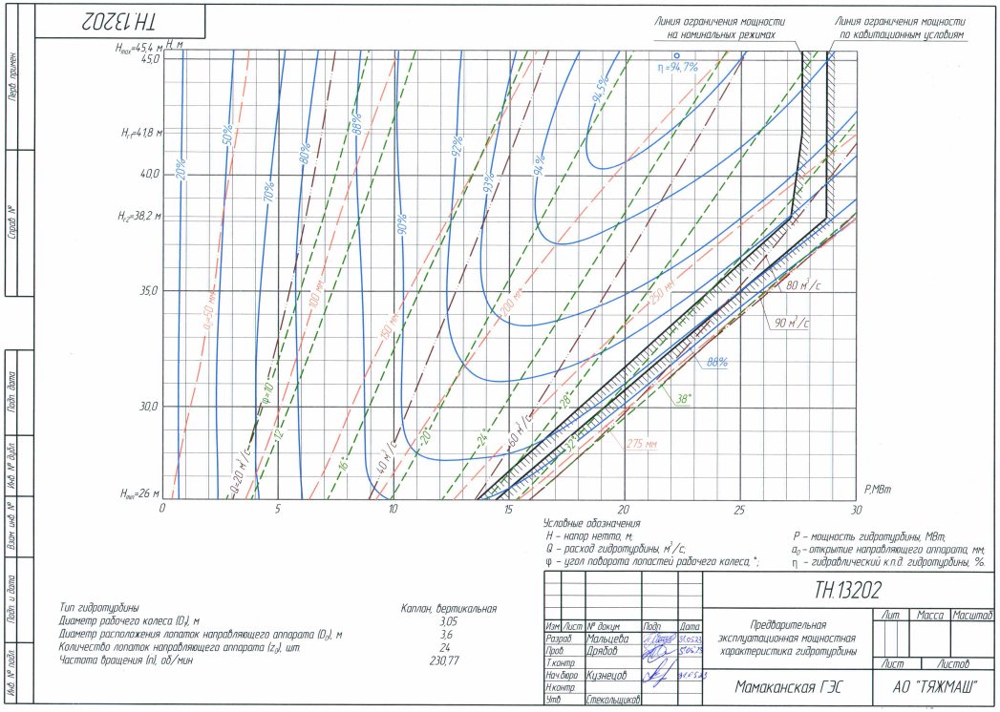 ТН.13202
Линия ограничения мощности
на номинальных режимах
Линия ограничения мощности
по кавитационным условиям
Hmax=45,4 м
H, м
45,0
Hr1=41,8 м
40,0
Hr2=38,2 м
35,0
30,0
Hmin=26 м
0
5
10
15
20
25
30
P, МВт
20%
50%
70%
80%
88%
90%
92%
93%
94%
94,5%
η=94,7%
a0=50 мм
100 мм
150 мм
200 мм
250 мм
275 мм
φ=10°
12°
16°
20°
24°
28°
32°
38°
Q=20 м³/с
40 м³/с
60 м³/с
80 м³/с
90 м³/с
88%
Условные обозначения
H – напор нетто, м;
Q – расход гидротурбины, м³/с;
φ – угол поворота лопастей рабочего колеса, °;
P – мощность гидротурбины, МВт;
a0 – открытие направляющего аппарата, мм;
η – гидравлический к.п.д. гидротурбины, %.
Тип гидротурбины Каплан, вертикальная
Диаметр рабочего колеса (D1), м 3,05
Диаметр расположения лопаток направляющего аппарата (D0), м 3,6
Количество лопаток направляющего аппарата (z0), шт. 24
Частота вращения (n), об/мин 230,77
ТН.13202
Изм Лист № докум Подп Дата
Разраб Мальцева 31.05.23
Пров Дрябов
Т.контр
Нач.бюро Кузнецов 31.05.23
Н.контр
Утв Стекольщиков
Предварительная
эксплуатационная мощностная
характеристика гидротурбины
Лит Масса Масштаб
Лист Листов
Мамаканская ГЭС
АО "ТЯЖМАШ"
Перв. примен
Справ №
Подп. дата
Инв № дубл
Взам инв №
Подп и дата
Инв № подл